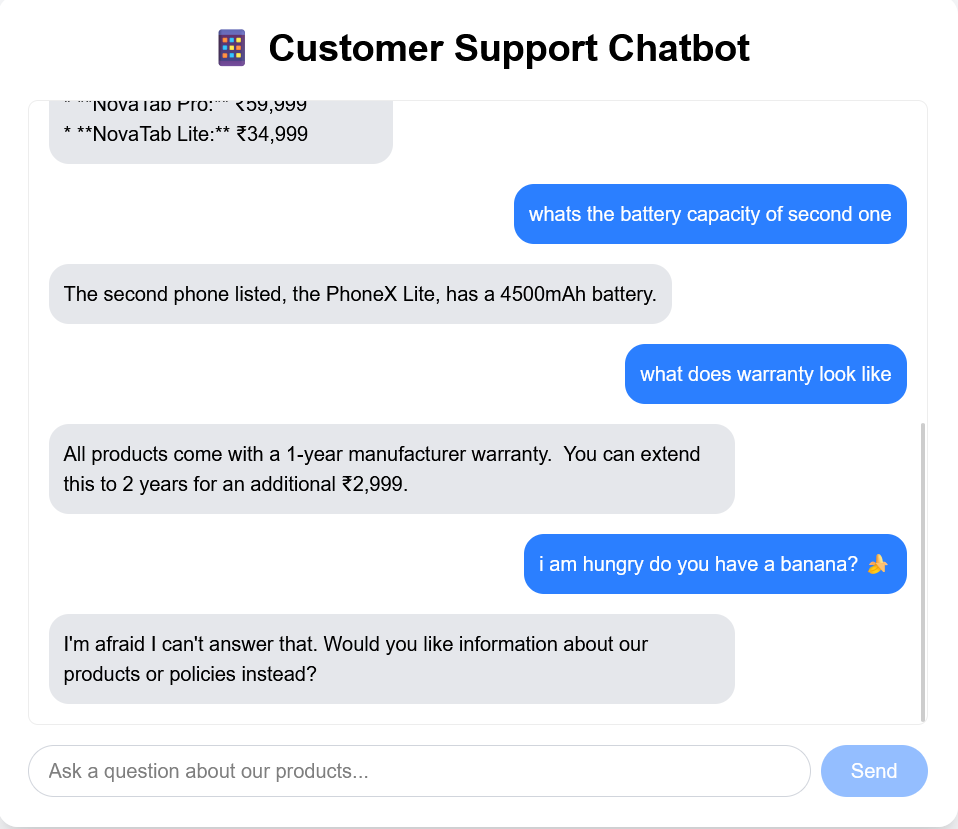 Customer Support Chatbot
* **NovaTab Pro:** ₹59,999
* **NovaTab Lite:** ₹34,999
whats the battery capacity of second one
The second phone listed, the PhoneX Lite, has a 4500mAh battery.
what does warranty look like
All products come with a 1-year manufacturer warranty.  You can extend
this to 2 years for an additional ₹2,999.
i am hungry do you have a banana? 🍌
I'm afraid I can't answer that. Would you like information about our
products or policies instead?
Ask a question about our products...
Send